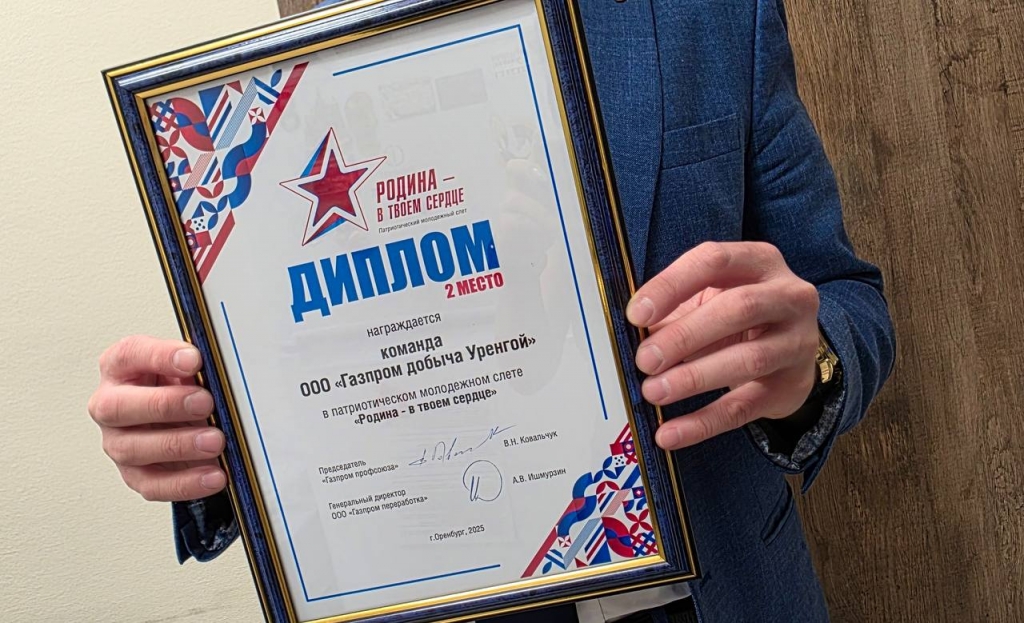 РОДИНА –
В ТВОЕМ СЕРДЦЕ
Патриотический молодежный слет
ДИПЛОМ
2 МЕСТО
награждается
команда
ООО «Газпром добыча Уренгой»
в патриотическом молодежном слете
«Родина - в твоем сердце»
Председатель
«Газпром профсоюза»
В.Н. Ковальчук
Генеральный директор
ООО «Газпром переработка»
А.В. Ишмурзин
г.Оренбург, 2025